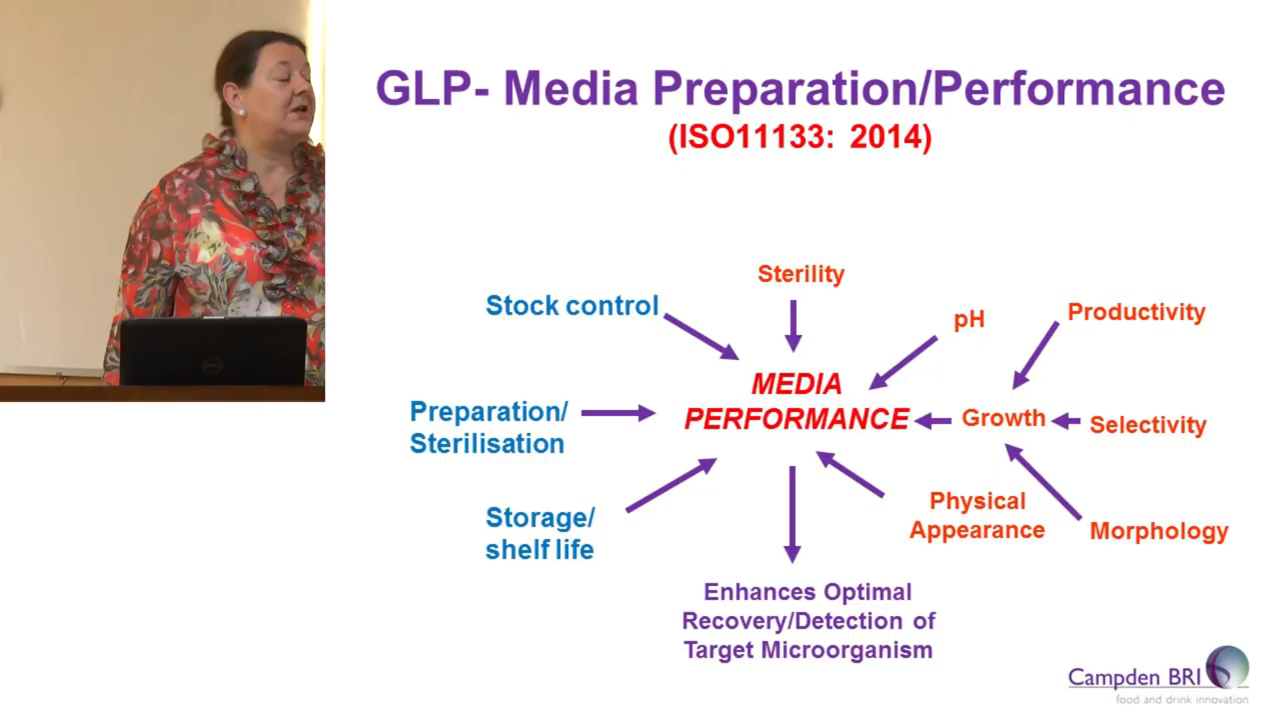 GLP- Media Preparation/Performance
(ISO11133: 2014)
Sterility
Stock control
pH
Productivity
MEDIA
PERFORMANCE
Preparation/
Sterilisation
Growth
Selectivity
Storage/
shelf life
Physical
Appearance
Morphology
Enhances Optimal
Recovery/Detection of
Target Microorganism
Campden BRI
food and drink innovation